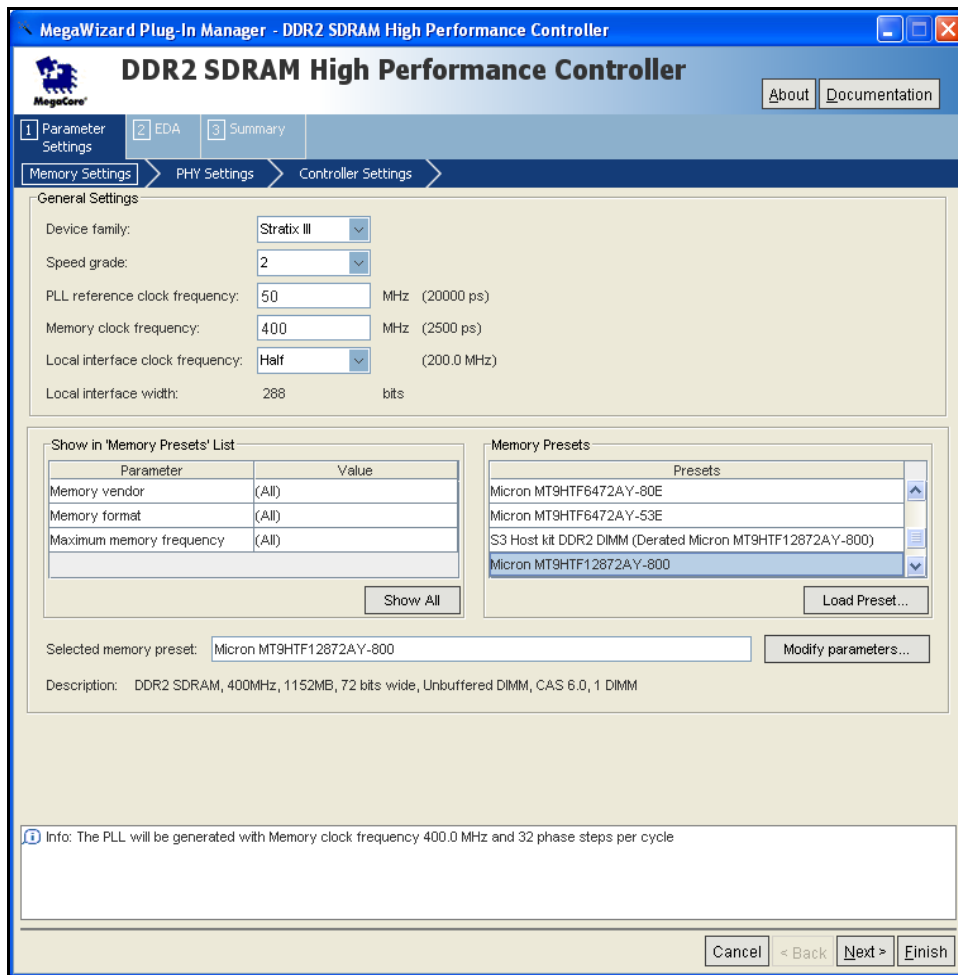 MegaWizard Plug-In Manager - DDR2 SDRAM High Performance Controller
DDR2 SDRAM High Performance Controller
MegaCore®
About Documentation
1 Parameter Settings 2 EDA 3 Summary
Memory Settings PHY Settings Controller Settings
General Settings
Device family: Stratix III
Speed grade: 2
PLL reference clock frequency: 50 MHz (20000 ps)
Memory clock frequency: 400 MHz (2500 ps)
Local interface clock frequency: Half (200.0 MHz)
Local interface width: 288 bits
Show in 'Memory Presets' List
Parameter Value
Memory vendor (All)
Memory format (All)
Maximum memory frequency (All)
Show All
Memory Presets
Presets
Micron MT9HTF6472AY-80E
Micron MT9HTF6472AY-53E
S3 Host kit DDR2 DIMM (Derated Micron MT9HTF12872AY-800)
Micron MT9HTF12872AY-800
Load Preset...
Selected memory preset: Micron MT9HTF12872AY-800 Modify parameters...
Description: DDR2 SDRAM, 400MHz, 1152MB, 72 bits wide, Unbuffered DIMM, CAS 6.0, 1 DIMM
Info: The PLL will be generated with Memory clock frequency 400.0 MHz and 32 phase steps per cycle
Cancel < Back Next > Finish